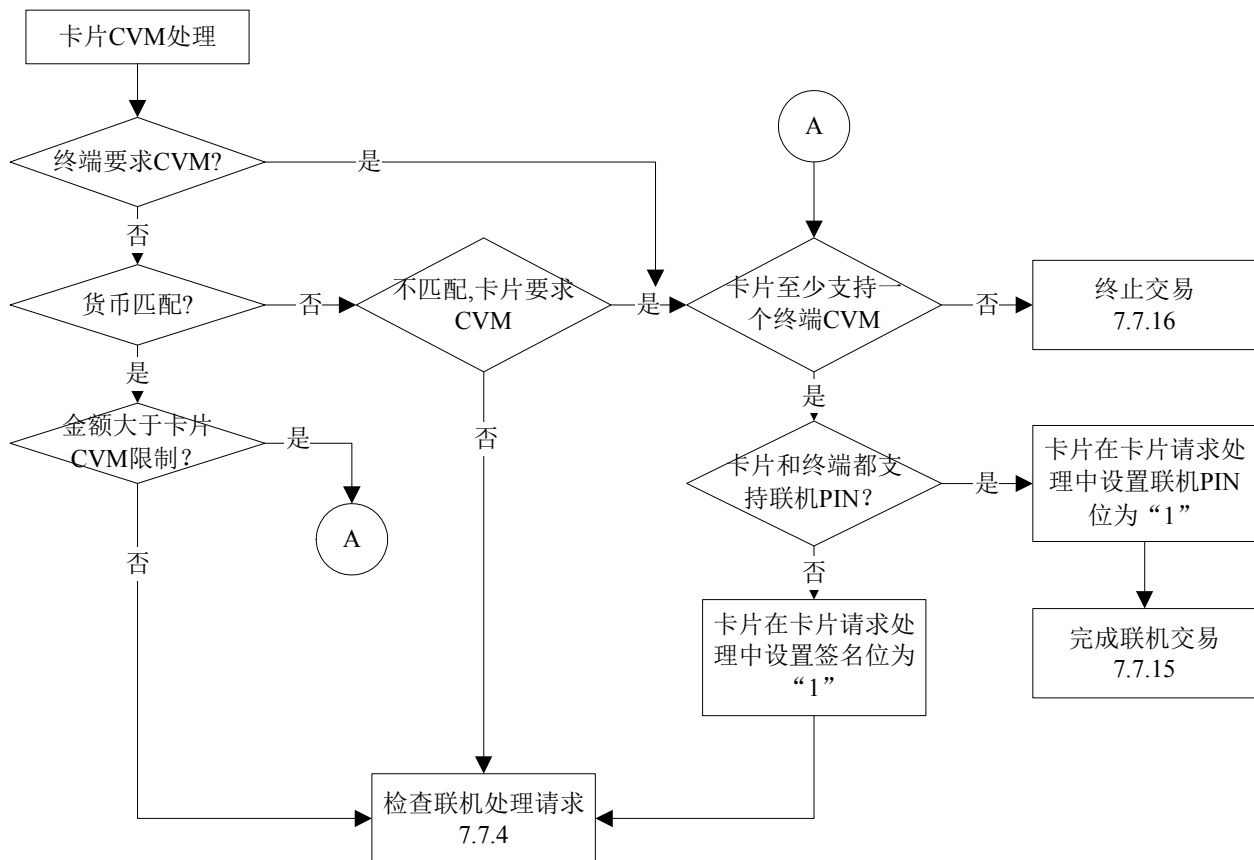 卡片CVM处理
A
终端要求CVM?
是
否
货币匹配?
否
不匹配,卡片要求
CVM
是
卡片至少支持一
个终端CVM
否
终止交易
7.7.16
是
金额大于卡片
CVM限制？
是
A
否
否
是
卡片和终端都支
持联机PIN？
是
卡片在卡片请求处
理中设置联机PIN
位为“1”
否
卡片在卡片请求处
理中设置签名位为
“1”
完成联机交易
7.7.15
检查联机处理请求
7.7.4